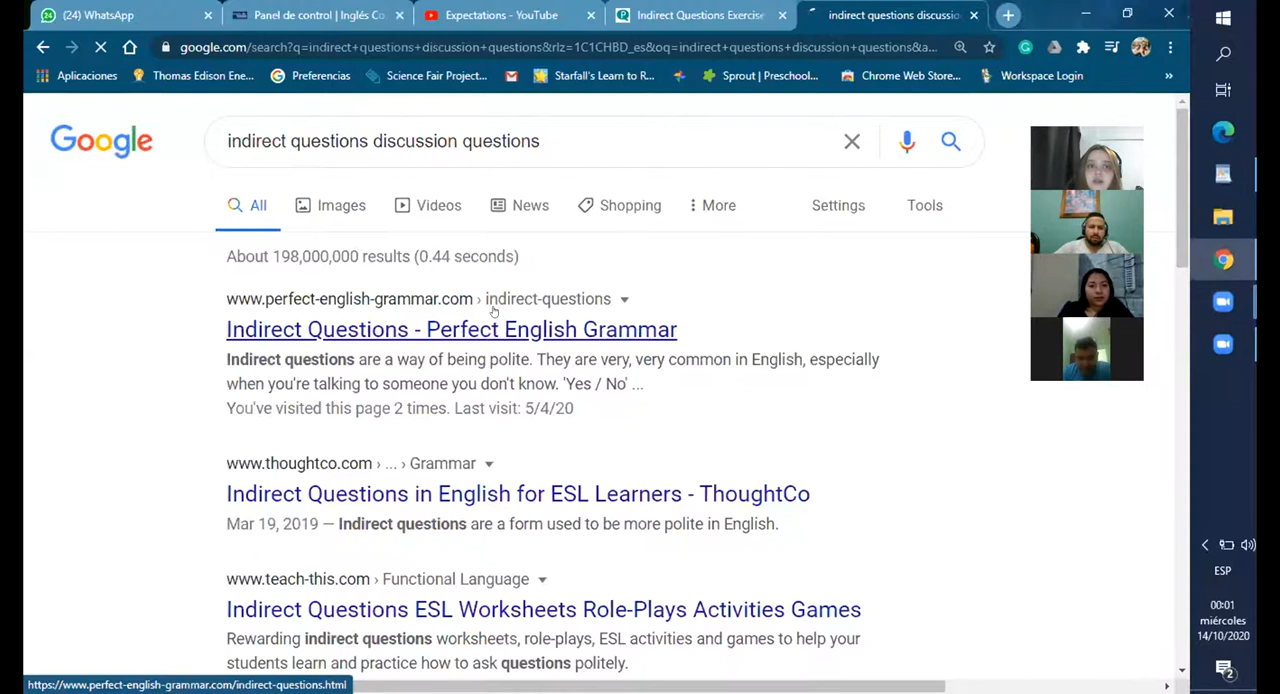 (24) WhatsApp
Panel de control | Inglés Co
Expectations - YouTube
Indirect Questions Exercise
indirect questions discussio
google.com/search?q=indirect+questions+discussion+questions&rlz=1C1CHBD_es&oq=indirect+questions+discussion+questions&a...
Aplicaciones
Thomas Edison Ene...
Preferencias
Science Fair Project...
Starfall's Learn to R...
Sprout | Preschool...
Chrome Web Store...
Workspace Login
»
Google
indirect questions discussion questions
All
Images
Videos
News
Shopping
More
Settings
Tools
About 198,000,000 results (0.44 seconds)
www.perfect-english-grammar.com › indirect-questions
Indirect Questions - Perfect English Grammar
Indirect questions are a way of being polite. They are very, very common in English, especially
when you're talking to someone you don't know. 'Yes / No' ...
You've visited this page 2 times. Last visit: 5/4/20
www.thoughtco.com › ... › Grammar
Indirect Questions in English for ESL Learners - ThoughtCo
Mar 19, 2019 — Indirect questions are a form used to be more polite in English.
www.teach-this.com › Functional Language
Indirect Questions ESL Worksheets Role-Plays Activities Games
Rewarding indirect questions worksheets, role-plays, ESL activities and games to help your
students learn and practice how to ask questions politely.
https://www.perfect-english-grammar.com/indirect-questions.html
ESP
00:01
miércoles
14/10/2020
2